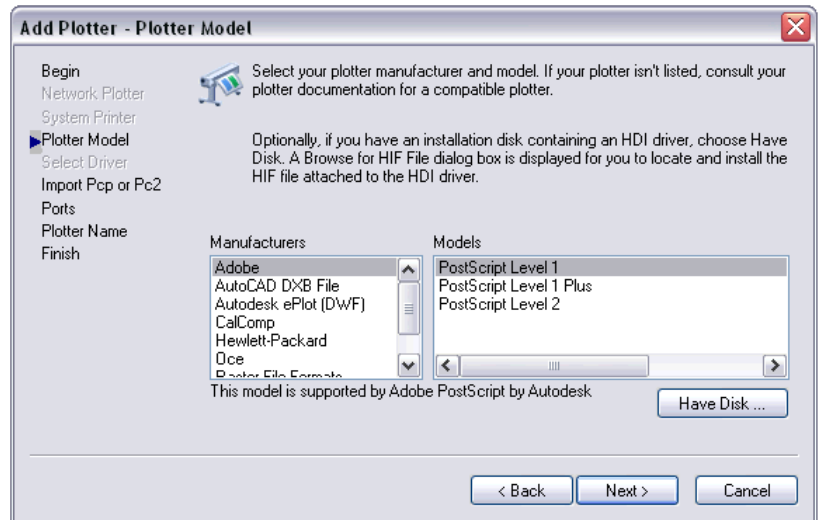 Add Plotter - Plotter Model
Begin
Network Plotter
System Printer
Plotter Model
Select Driver
Import Pcp or Pc2
Ports
Plotter Name
Finish
Select your plotter manufacturer and model. If your plotter isn't listed, consult your
plotter documentation for a compatible plotter.
Optionally, if you have an installation disk containing an HDI driver, choose Have
Disk. A Browse for HIF File dialog box is displayed for you to locate and install the
HIF file attached to the HDI driver.
Manufacturers
Adobe
AutoCAD DXB File
Autodesk ePlot (DWF)
CalComp
Hewlett-Packard
Oce
Raster File Formats
Models
PostScript Level 1
PostScript Level 1 Plus
PostScript Level 2
This model is supported by Adobe PostScript by Autodesk
Have Disk ...
< Back
Next >
Cancel